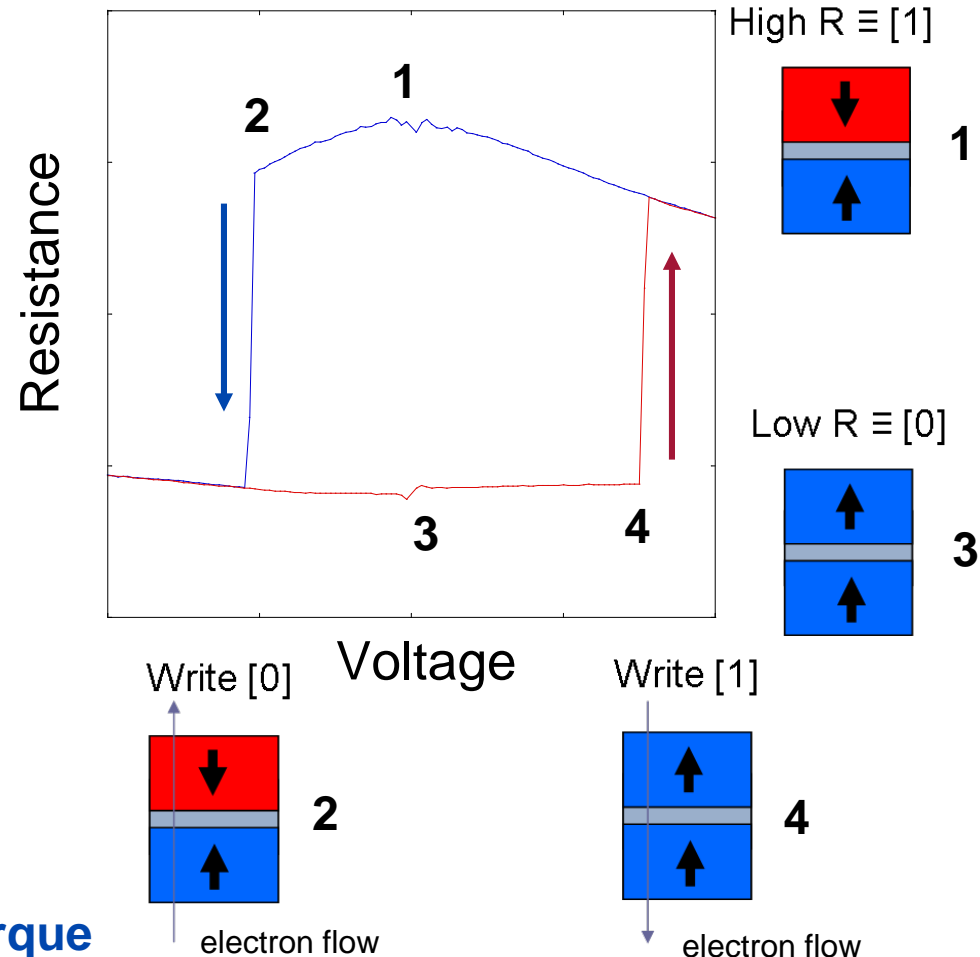 High R ≡ [1]
1
2
1
Resistance
Low R ≡ [0]
3
4
3
Voltage
Write [0]
Write [1]
2
4
rque
electron flow
electron flow